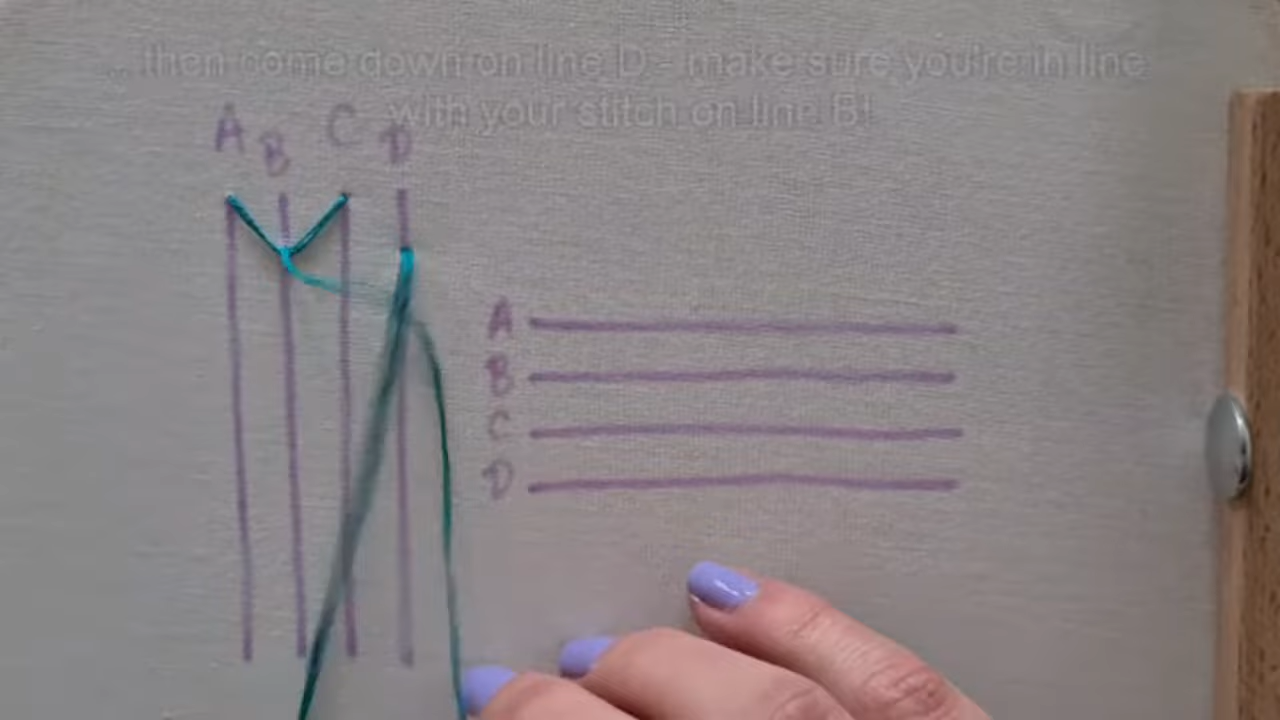 ... then come down on line D - make sure you're in line
with your stitch on line B!
A B C D
A
B
C
D